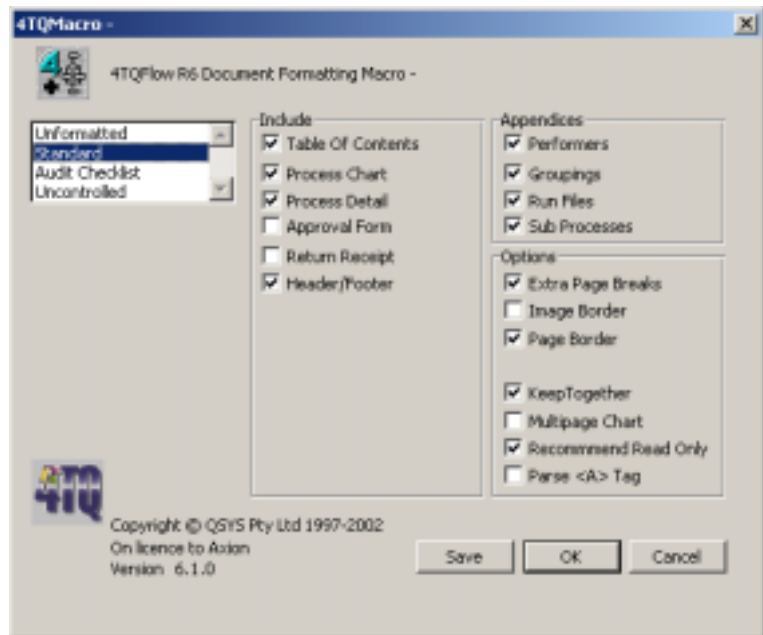 4TQMacro -
4TQFlow R6 Document Formatting Macro -
Unformatted
Standard
Audit Checklist
Uncontrolled
Include
Table Of Contents
Process Chart
Process Detail
Approval Form
Return Receipt
Header/Footer
Appendices
Performers
Groupings
Run Files
Sub Processes
Options
Extra Page Breaks
Image Border
Page Border
KeepTogether
Multipage Chart
Recommmend Read Only
Parse <A> Tag
4TQ
Copyright © QSYS Pty Ltd 1997-2002
On licence to Axion
Version 6.1.0
Save
OK
Cancel